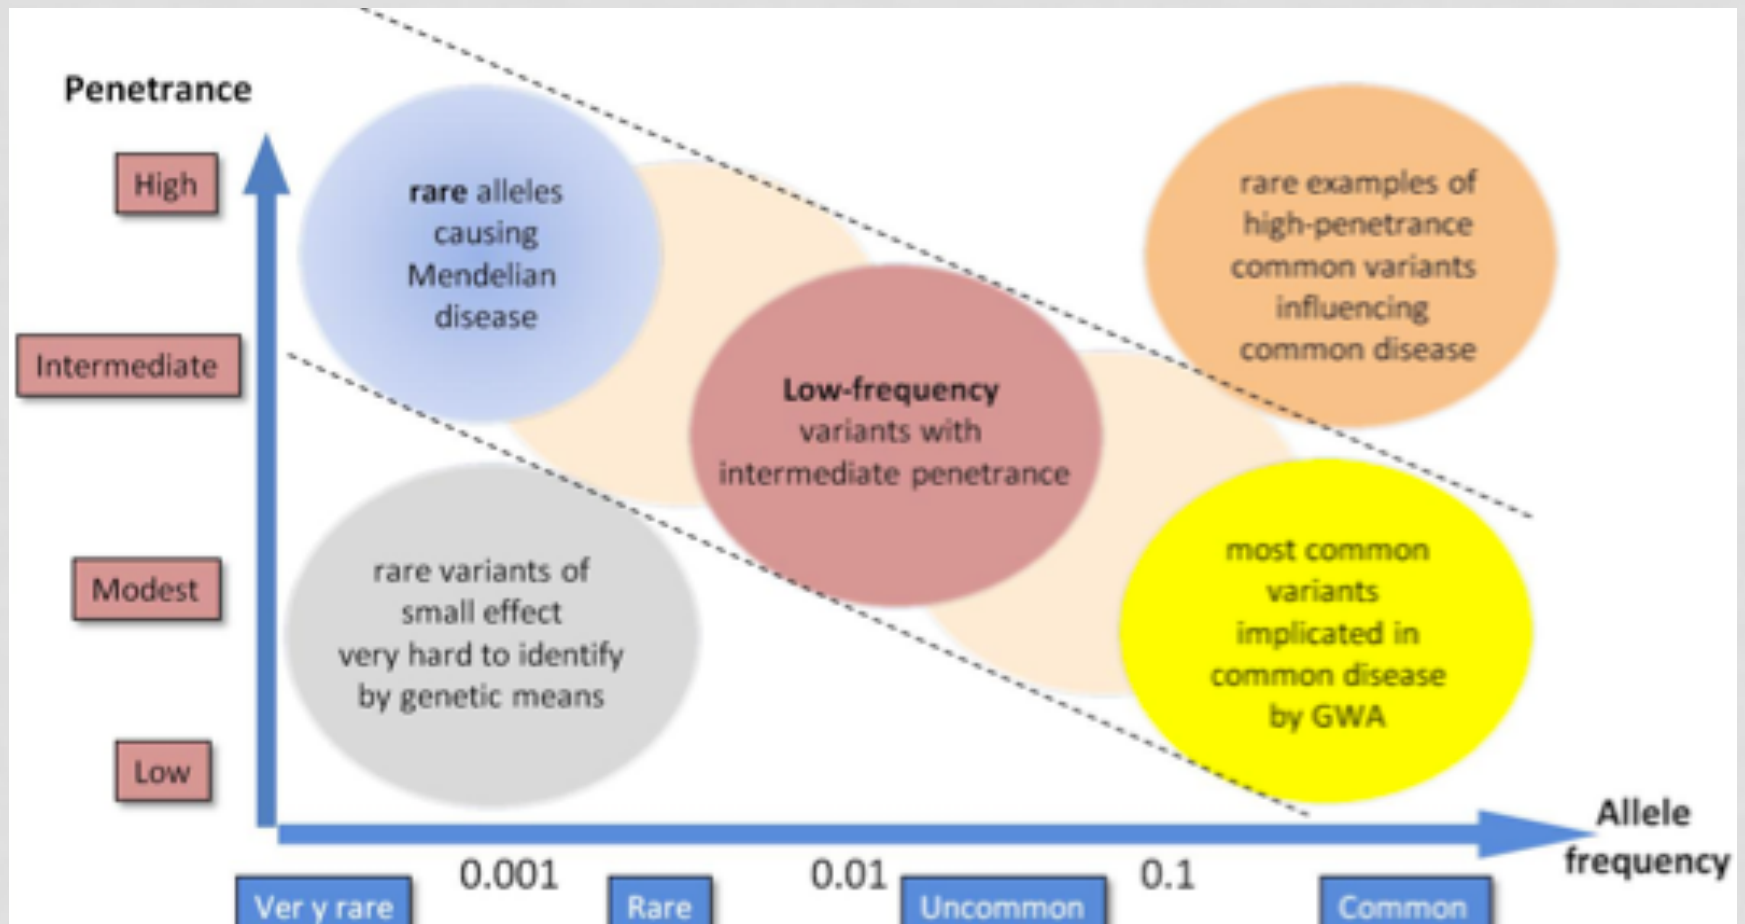 Penetrance
High
Intermediate
Modest
Low
rare alleles
causing
Mendelian
disease
rare examples of
high-penetrance
common variants
influencing
common disease
Low-frequency
variants with
intermediate penetrance
rare variants of
small effect
very hard to identify
by genetic means
most common
variants
implicated in
common disease
by GWA
Allele
frequency
0.001
0.01
0.1
Ver y rare
Rare
Uncommon
Common